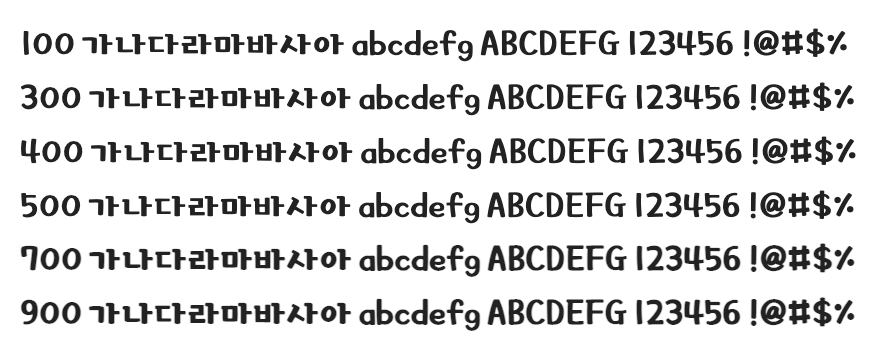 100 가나다라마바사아 abcdefg ABCDEFG 123456 !@#$%
300 가나다라마바사아 abcdefg ABCDEFG 123456 !@#$%
400 가나다라마바사아 abcdefg ABCDEFG 123456 !@#$%
500 가나다라마바사아 abcdefg ABCDEFG 123456 !@#$%
700 가나다라마바사아 abcdefg ABCDEFG 123456 !@#$%
900 가나다라마바사아 abcdefg ABCDEFG 123456 !@#$%